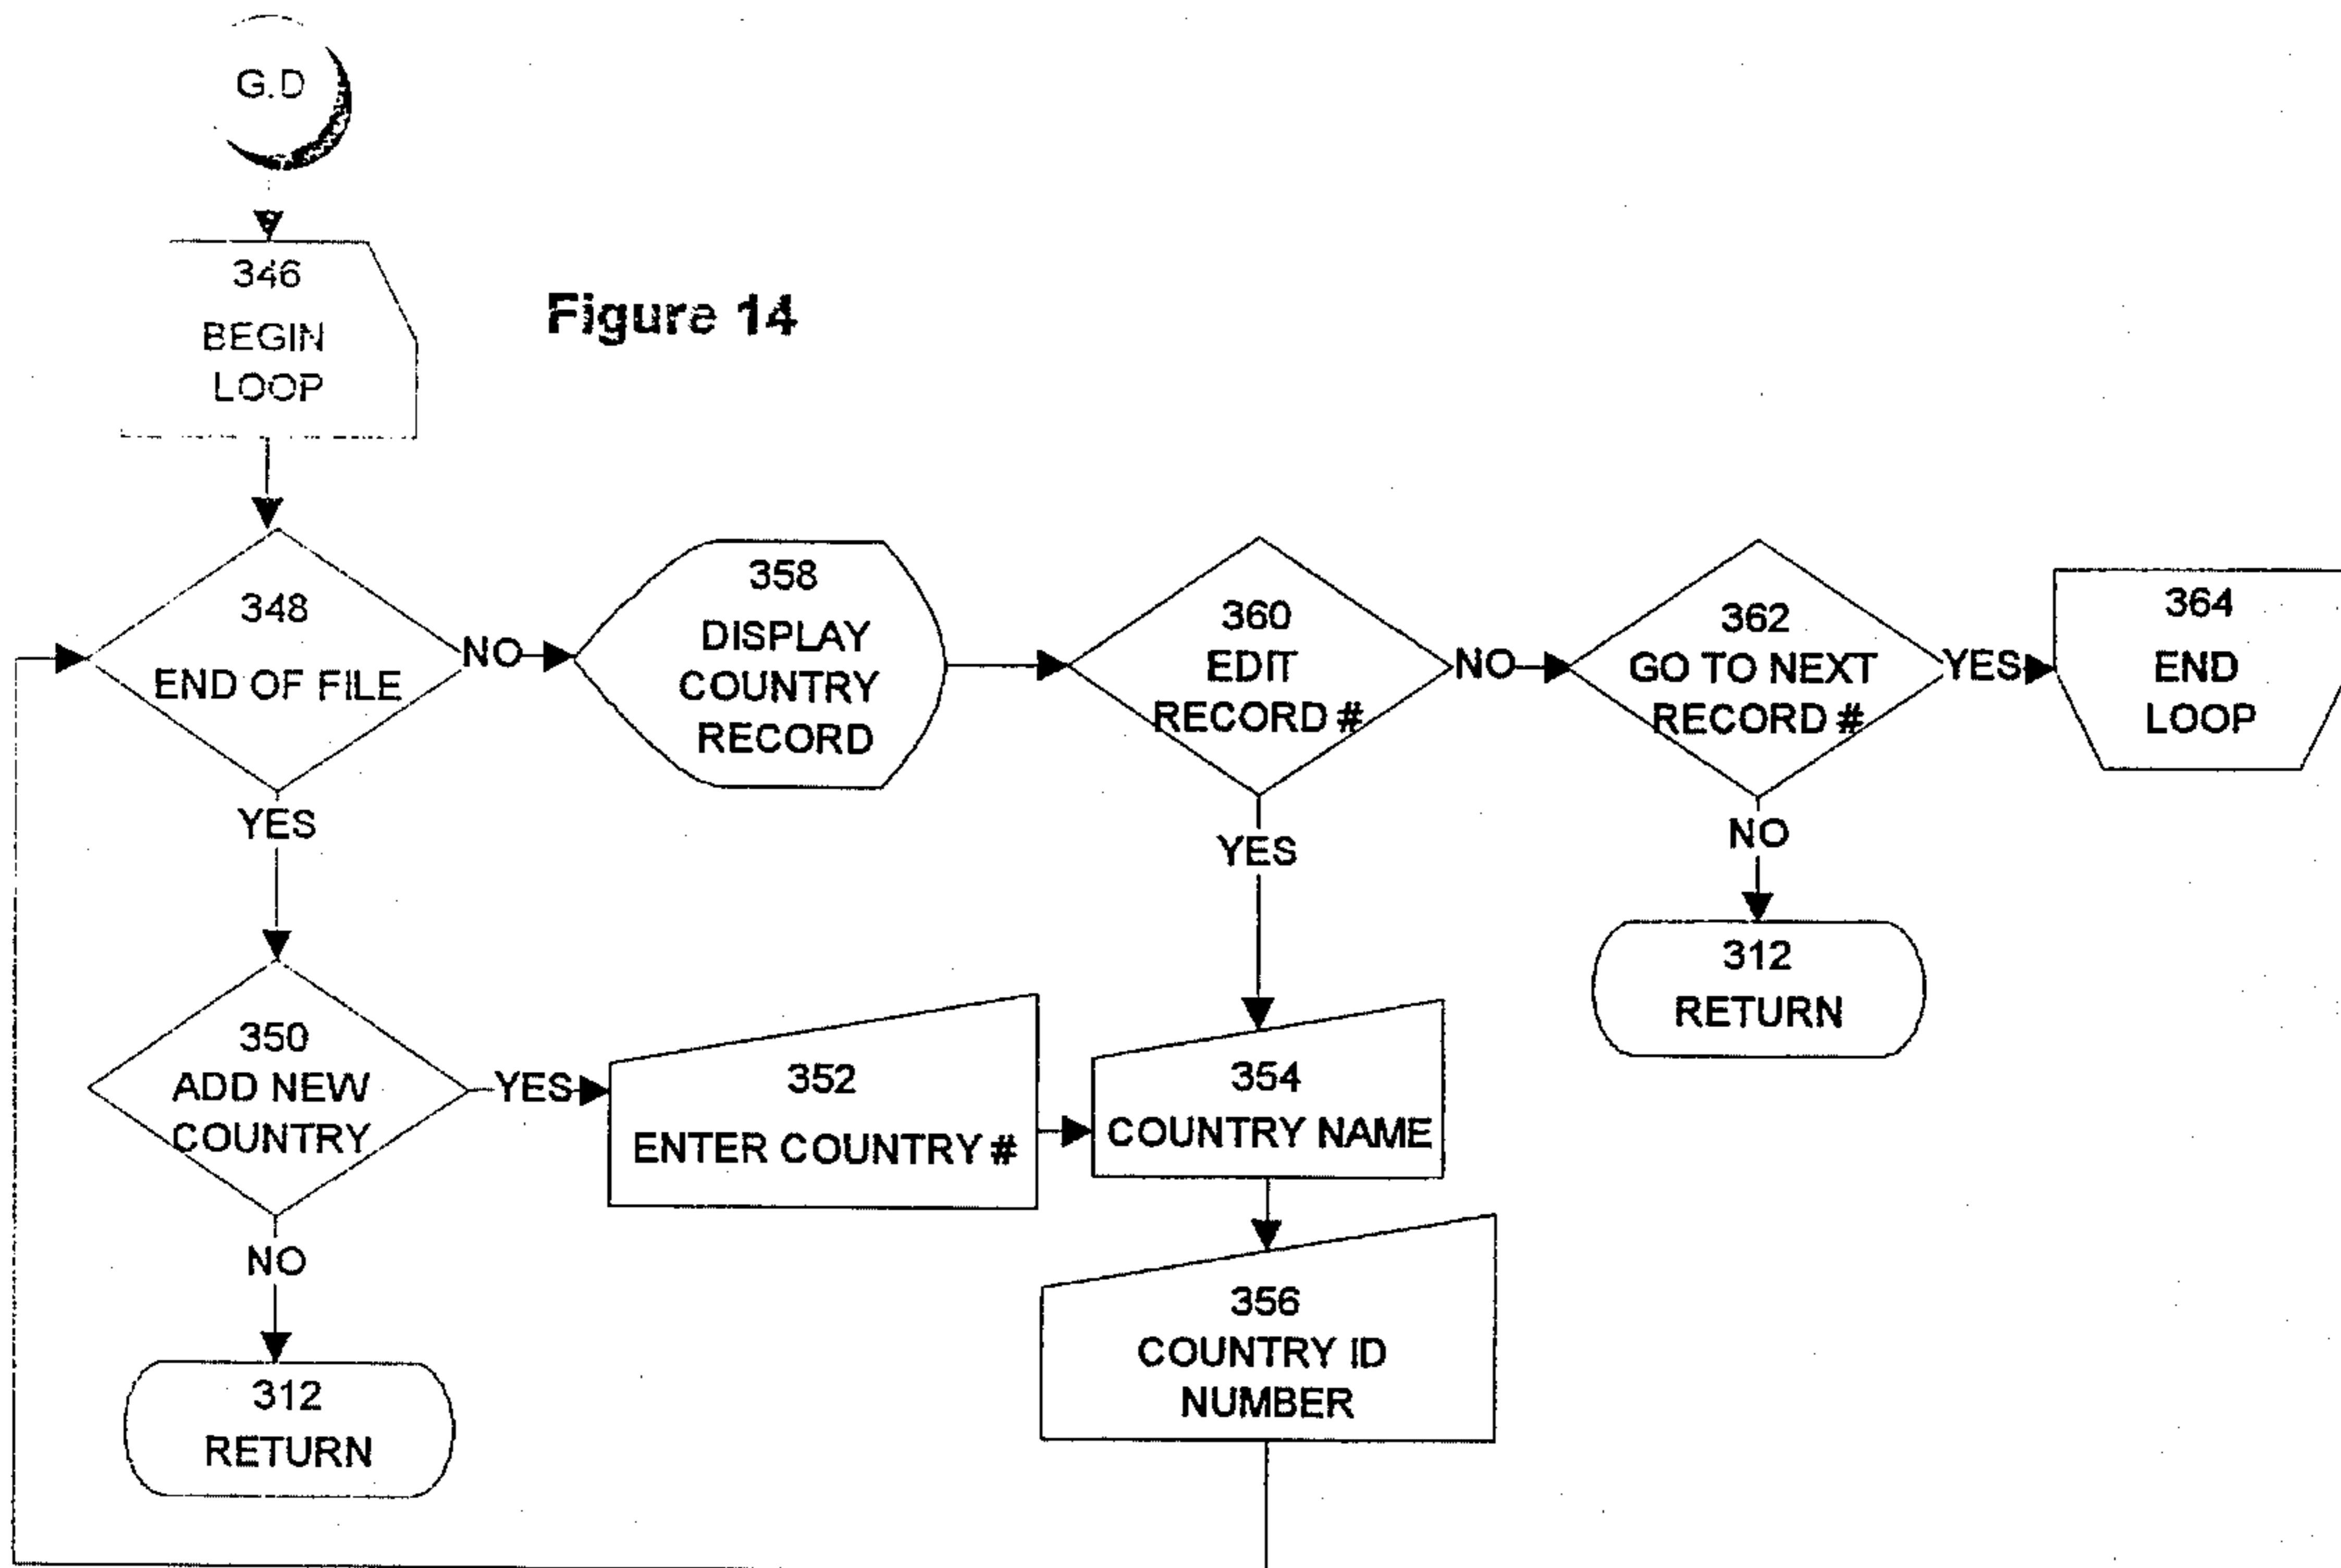 G.D
346
BEGIN
LOOP
Figure 14
348
END OF FILE
NO
358
DISPLAY
COUNTRY
RECORD
360
EDIT
RECORD #
NO
362
GO TO NEXT
RECORD #
YES
364
END
LOOP
YES
YES
NO
312
RETURN
350
ADD NEW
COUNTRY
YES
352
ENTER COUNTRY #
354
COUNTRY NAME
NO
356
COUNTRY ID
NUMBER
312
RETURN